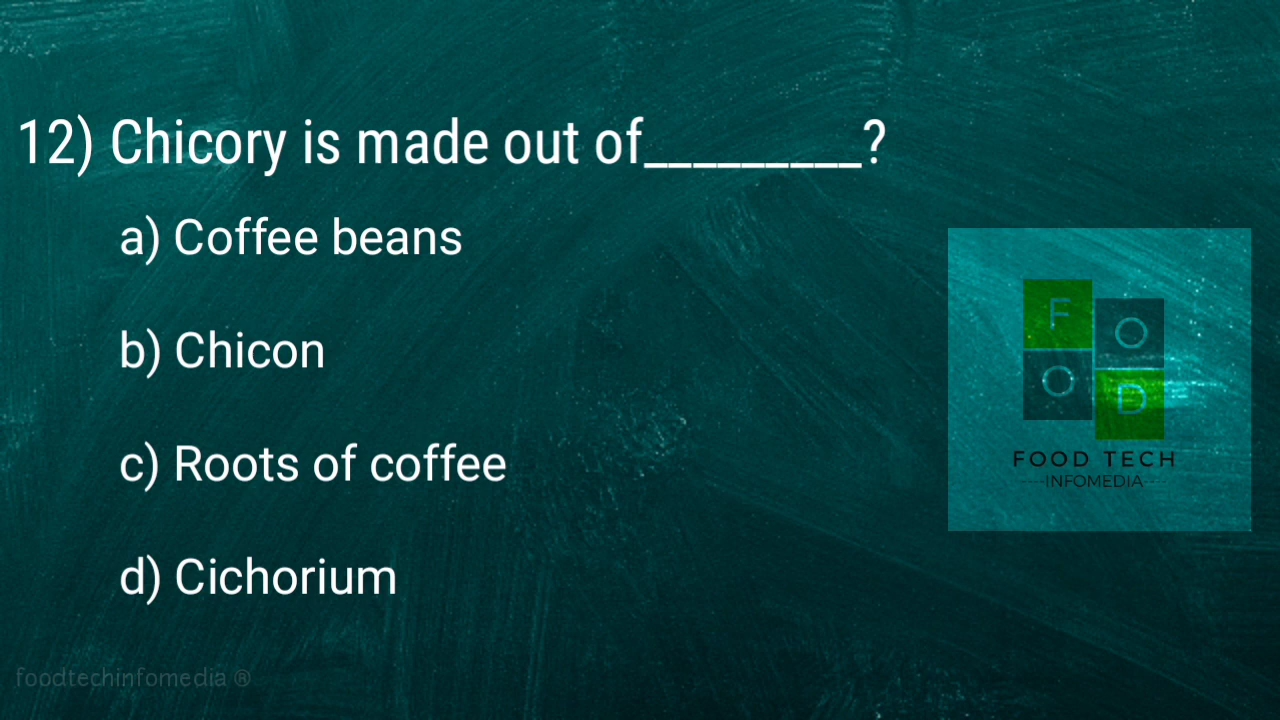 12) Chicory is made out of_________?
a) Coffee beans
b) Chicon
c) Roots of coffee
d) Cichorium
F O
O D
FOOD TECH
----INFOMEDIA----
foodtechinfomedia ®